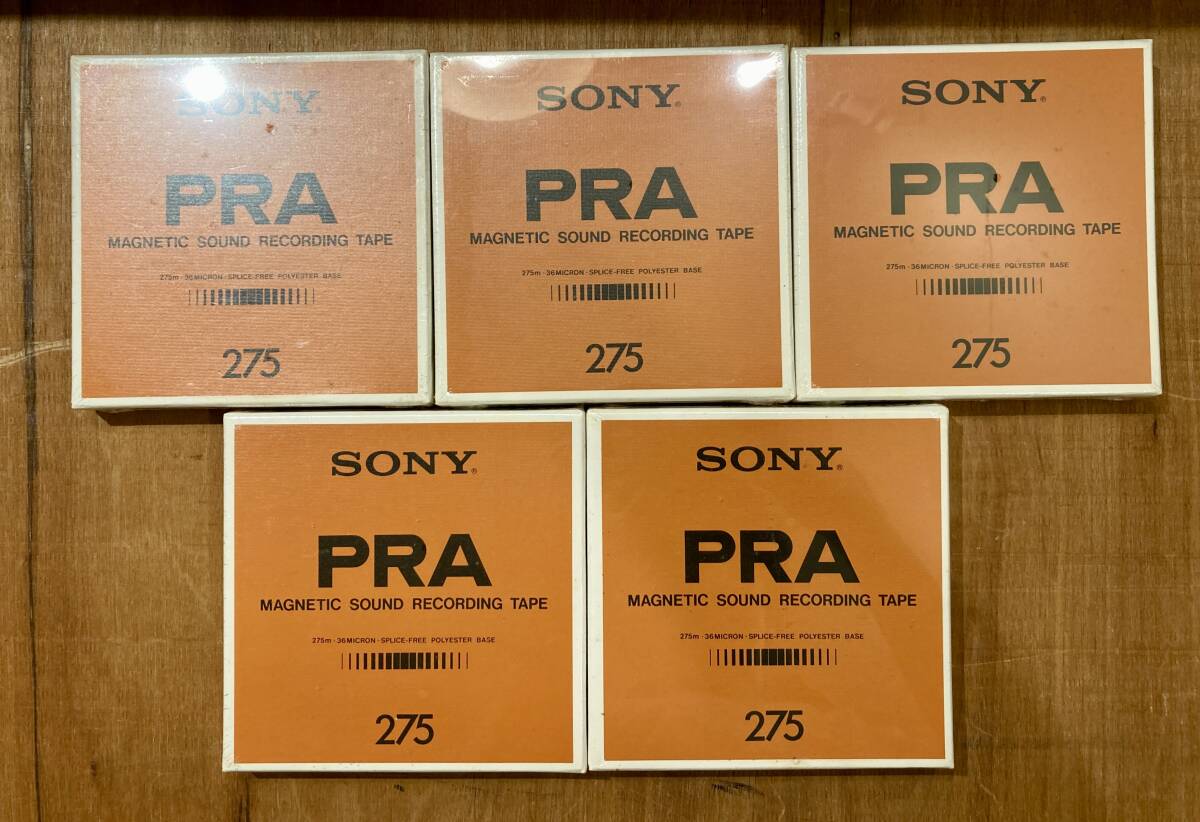 SONY®
PRA
MAGNETIC SOUND RECORDING TAPE
275m · 36MICRON · SPLICE-FREE POLYESTER BASE
275
SONY®
PRA
MAGNETIC SOUND RECORDING TAPE
275m · 36MICRON · SPLICE-FREE POLYESTER BASE
275
SONY®
PRA
MAGNETIC SOUND RECORDING TAPE
275m · 36MICRON · SPLICE-FREE POLYESTER BASE
275
SONY®
PRA
MAGNETIC SOUND RECORDING TAPE
275m · 36MICRON · SPLICE-FREE POLYESTER BASE
275
SONY®
PRA
MAGNETIC SOUND RECORDING TAPE
275m · 36MICRON · SPLICE-FREE POLYESTER BASE
275